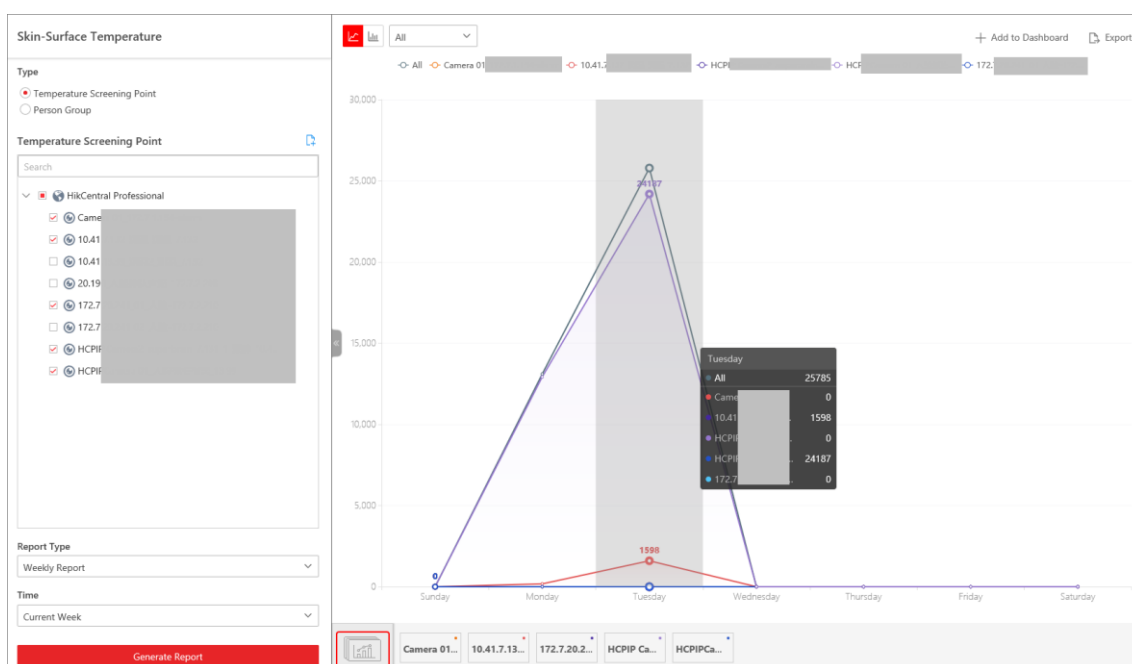 Skin-Surface Temperature
Type
Temperature Screening Point
Person Group
Temperature Screening Point
Search
HikCentral Professional
Came
10.41
10.41
20.19
172.7
172.7
HCPIF
HCPIF
Report Type
Weekly Report
Time
Current Week
Generate Report
All
Add to Dashboard
Export
All Camera 01 10.41.7 HCPI HCF 172.
30,000
25,000
20,000
15,000
10,000
5,000
0
24187
1598
0
Tuesday
All 25785
Came 0
10.41 . 1598
HCPIF . 0
HCPIF ... 24187
172.7 ... 0
Sunday Monday Tuesday Wednesday Thursday Friday Saturday
Camera 01... 10.41.7.13... 172.7.20.2... HCPIP Ca... HCPIPCa...